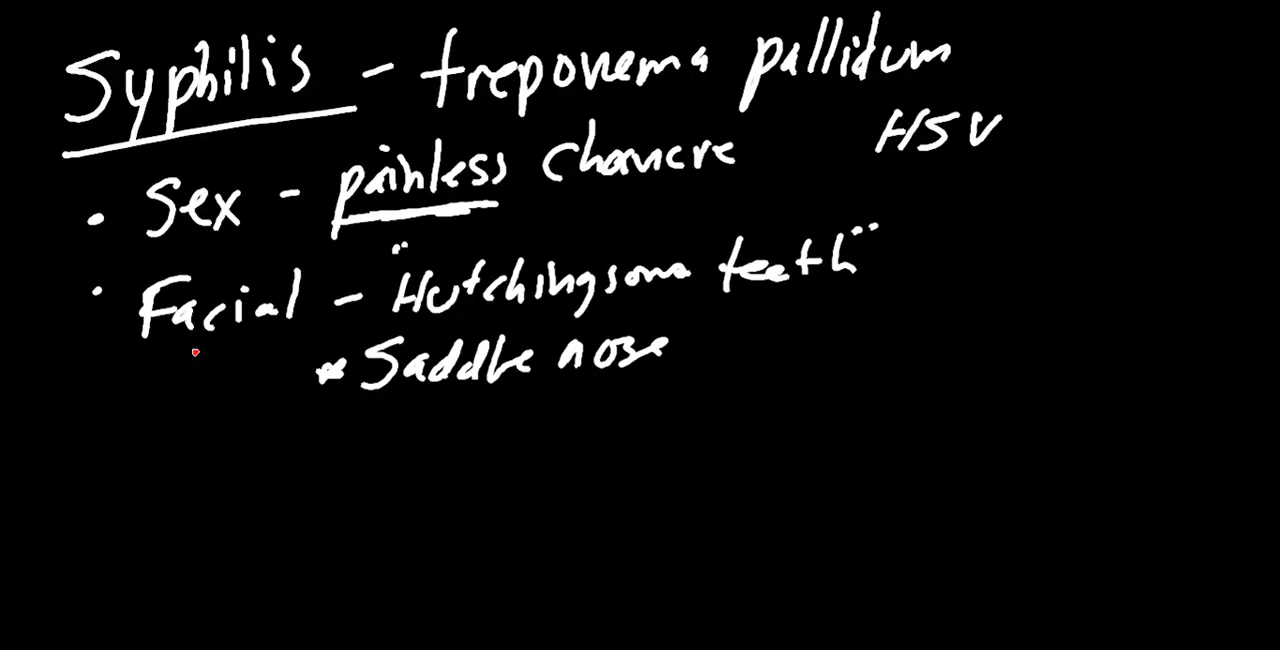 Syphilis - treponema pallidum
HSV
• Sex - painless chancre
• Facial - "Hutchingsons teeth"
* Saddle nose